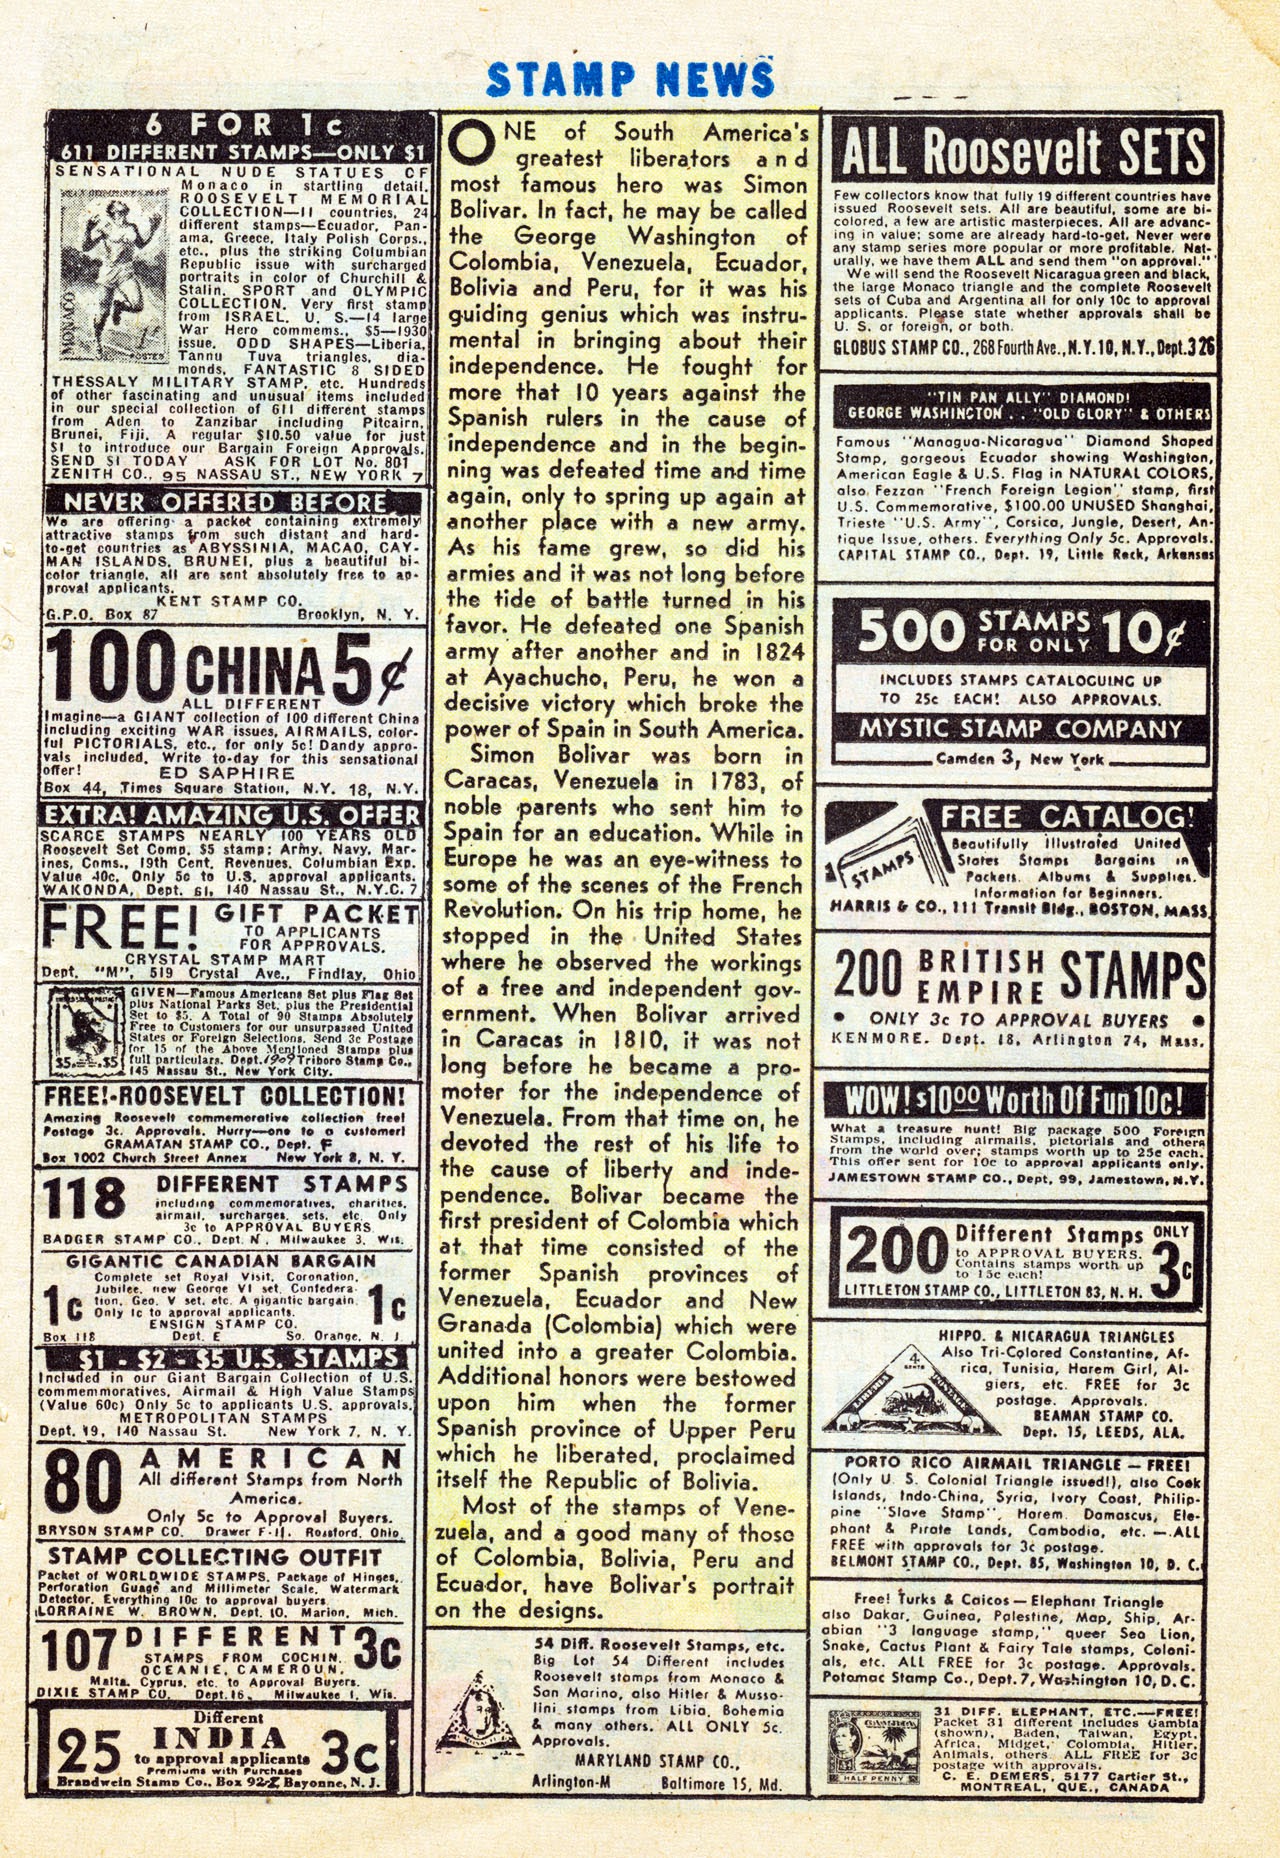 STAMP NEWS
6 FOR 1c
611 DIFFERENT STAMPS—ONLY $1
SENSATIONAL NUDE STATUES OF
Monaco in startling detail.
ROOSEVELT MEMORIAL
COLLECTION—11 countries, 24
different stamps—Ecuador, Pan-
ama, Greece, Italy Polish Corps.,
etc., plus the striking Columbian
Republic issue with surcharged
portraits in color of Churchill &
Stalin. SPORT and OLYMPIC
COLLECTION. Very first stamp
from ISRAEL, U. S.—14 large
War Hero commems., $5—1930
issue, ODD SHAPES—Liberia,
Tannu Tuva triangles, dia-
monds, FANTASTIC 8 SIDED
THESSALY MILITARY STAMP, etc. Hundreds
of other fascinating and unusual items included
in our special collection of 611 different stamps
from Aden to Zanzibar including Pitcairn,
Brunei, Fiji. A regular $10.50 value for just
$1 to introduce our Bargain Foreign Approvals.
SEND $1 TODAY ASK FOR LOT No. 801
ZENITH CO., 95 NASSAU ST., NEW YORK 7
MONACO
POSTES
NEVER OFFERED BEFORE
We are offering a packet containing extremely
attractive stamps from such distant and hard-
to-get countries as ABYSSINIA, MACAO, CAY-
MAN ISLANDS, BRUNEI, plus a beautiful bi-
color triangle, all are sent absolutely free to ap-
proval applicants.
KENT STAMP CO.
G.P.O. Box 87 Brooklyn, N. Y.
100 CHINA 5¢
ALL DIFFERENT
Imagine—a GIANT collection of 100 different China
including exciting WAR issues, AIRMAILS, color-
ful PICTORIALS, etc., for only 5c! Dandy appro-
vals included. Write to-day for this sensational
offer! ED SAPHIRE
Box 44, Times Square Station, N.Y. 18, N.Y.
EXTRA! AMAZING U.S. OFFER
SCARCE STAMPS NEARLY 100 YEARS OLD
Roosevelt Set Comp. $5 stamp; Army, Navy, Mar-
ines, Coms., 19th Cent. Revenues, Columbian Exp.
Value 40c. Only 5c to U.S. approval applicants.
WAKONDA, Dept. 61, 140 Nassau St., N.Y.C. 7
FREE! GIFT PACKET
TO APPLICANTS
FOR APPROVALS.
CRYSTAL STAMP MART
Dept. "M", 519 Crystal Ave., Findlay, Ohio
GIVEN—Famous Americans Set plus Flag Set
plus National Parks Set, plus the Presidential
Set to $5. A Total of 90 Stamps Absolutely
Free to Customers for our unsurpassed United
States or Foreign Selections. Send 3c Postage
for 15 of the Above Mentioned Stamps plus
full particulars. Dept. 1909 Triboro Stamp Co.,
145 Nassau St., New York City.
$5 $5
FREE!-ROOSEVELT COLLECTION!
Amazing Roosevelt commemorative collection free!
Postage 3c. Approvals, Hurry—one to a customer!
GRAMATAN STAMP CO., Dept. F
Box 1002 Church Street Annex New York 8, N. Y.
118 DIFFERENT STAMPS
including commemoratives, charities,
airmail, surcharges, sets, etc. Only
3c to APPROVAL BUYERS
BADGER STAMP CO., Dept. N, Milwaukee 3, Wis.
GIGANTIC CANADIAN BARGAIN
1c 1c
Complete set Royal Visit, Coronation,
Jubilee, new George VI set, Confedera-
tion, Geo. V set, etc. A gigantic bargain.
Only 1c to approval applicants.
ENSIGN STAMP CO.
Box 118 Dept. E So. Orange, N. J.
$1 - $2 - $5 U.S. STAMPS
Included in our Giant Bargain Collection of U.S.
commemoratives, Airmail & High Value Stamps
(Value 60c) Only 5c to applicants U.S. approvals.
METROPOLITAN STAMPS
Dept. 19, 140 Nassau St. New York 7, N. Y.
80 AMERICAN
All different Stamps from North
America.
Only 5c to Approval Buyers.
BRYSON STAMP CO. Drawer F-11, Rossford, Ohio
STAMP COLLECTING OUTFIT
Packet of WORLDWIDE STAMPS, Package of Hinges,
Perforation Guage and Millimeter Scale, Watermark
Detector. Everything 10c to approval buyers
LORRAINE W. BROWN, Dept. 10, Marion, Mich.
107 DIFFERENT 3c
STAMPS FROM COCHIN,
OCEANIE, CAMEROUN,
Malta, Cyprus, etc. to Approval Buyers.
DIXIE STAMP CO. Dept. 16, Milwaukee 1, Wis.
Different
25 INDIA 3c
to approval applicants
Premiums with Purchases
Brandwein Stamp Co., Box 92-Z Bayonne, N. J.
ONE of South America's
greatest liberators and
most famous hero was Simon
Bolivar. In fact, he may be called
the George Washington of
Colombia, Venezuela, Ecuador,
Bolivia and Peru, for it was his
guiding genius which was instru-
mental in bringing about their
independence. He fought for
more that 10 years against the
Spanish rulers in the cause of
independence and in the begin-
ning was defeated time and time
again, only to spring up again at
another place with a new army.
As his fame grew, so did his
armies and it was not long before
the tide of battle turned in his
favor. He defeated one Spanish
army after another and in 1824
at Ayachucho, Peru, he won a
decisive victory which broke the
power of Spain in South America.
Simon Bolivar was born in
Caracas, Venezuela in 1783, of
noble parents who sent him to
Spain for an education. While in
Europe he was an eye-witness to
some of the scenes of the French
Revolution. On his trip home, he
stopped in the United States
where he observed the workings
of a free and independent gov-
ernment. When Bolivar arrived
in Caracas in 1810, it was not
long before he became a pro-
moter for the independence of
Venezuela. From that time on, he
devoted the rest of his life to
the cause of liberty and inde-
pendence. Bolivar became the
first president of Colombia which
at that time consisted of the
former Spanish provinces of
Venezuela, Ecuador and New
Granada (Colombia) which were
united into a greater Colombia.
Additional honors were bestowed
upon him when the former
Spanish province of Upper Peru
which he liberated, proclaimed
itself the Republic of Bolivia.
Most of the stamps of Vene-
zuela, and a good many of those
of Colombia, Bolivia, Peru and
Ecuador, have Bolivar's portrait
on the designs.
54 Diff. Roosevelt Stamps, etc.
Big Lot 54 Different includes
Roosevelt stamps from Monaco &
San Marino, also Hitler & Musso-
lini stamps from Libia, Bohemia
& many others. ALL ONLY 5c.
Approvals.
MARYLAND STAMP CO.,
Arlington-M Baltimore 15, Md.
ALL Roosevelt SETS
Few collectors know that fully 19 different countries have
issued Roosevelt sets. All are beautiful, some are bi-
colored, a few are artistic masterpieces. All are advanc-
ing in value; some are already hard-to-get. Never were
any stamp series more popular or more profitable. Nat-
urally, we have them ALL and send them "on approval."
We will send the Roosevelt Nicaragua green and black,
the large Monaco triangle and the complete Roosevelt
sets of Cuba and Argentina all for only 10c to approval
applicants. Please state whether approvals shall be
U. S. or foreign, or both.
GLOBUS STAMP CO., 268 Fourth Ave., N.Y. 10, N.Y., Dept. 326
"TIN PAN ALLY" DIAMOND!
GEORGE WASHINGTON . . "OLD GLORY" & OTHERS
Famous "Managua-Nicaragua" Diamond Shaped
Stamp, gorgeous Ecuador showing Washington,
American Eagle & U.S. Flag in NATURAL COLORS,
also Fezzan "French Foreign Legion" stamp, first
U.S. Commemorative, $100.00 UNUSED Shanghai,
Trieste "U.S. Army", Corsica, Jungle, Desert, An-
tique Issue, others. Everything Only 5c. Approvals.
CAPITAL STAMP CO., Dept. 19, Little Rock, Arkansas
500 STAMPS FOR ONLY 10¢
INCLUDES STAMPS CATALOGUING UP
TO 25c EACH! ALSO APPROVALS.
MYSTIC STAMP COMPANY
Camden 3, New York
FREE CATALOG!
STAMPS
Beautifully Illustrated United
States Stamps Bargains in
Packets. Albums & Supplies.
Information for Beginners.
HARRIS & CO., 111 Transit Bldg., BOSTON, MASS.
200 BRITISH EMPIRE STAMPS
• ONLY 3c TO APPROVAL BUYERS •
KENMORE. Dept. 18, Arlington 74, Mass.
WOW! $10.00 Worth Of Fun 10c!
What a treasure hunt! Big package 500 Foreign
Stamps, including airmails, pictorials and others
from the world over; stamps worth up to 25c each.
This offer sent for 10c to approval applicants only.
JAMESTOWN STAMP CO., Dept. 99, Jamestown, N.Y.
200 Different Stamps ONLY 3c
to APPROVAL BUYERS.
Contains stamps worth up
to 15c each!
LITTLETON STAMP CO., LITTLETON 83, N. H.
HIPPO. & NICARAGUA TRIANGLES
Also Tri-Colored Constantine, Af-
rica, Tunisia, Harem Girl, Al-
giers, etc. FREE for 3c
postage. Approvals.
BEAMAN STAMP CO.
Dept. 15, LEEDS, ALA.
4
CENTS
LIBERIA
POSTAGE
PORTO RICO AIRMAIL TRIANGLE — FREE!
(Only U. S. Colonial Triangle issued!), also Cook
Islands, Indo-China, Syria, Ivory Coast, Philip-
pine "Slave Stamp", Harem, Damascus, Ele-
phant & Pirate Lands, Cambodia, etc. — ALL
FREE with approvals for 3c postage.
BELMONT STAMP CO., Dept. 85, Washington 10, D. C.
Free! Turks & Caicos — Elephant Triangle
also Dakar, Guinea, Palestine, Map, Ship, Ar-
abian "3 language stamp," queer Sea Lion,
Snake, Cactus Plant & Fairy Tale stamps, Coloni-
als, etc. ALL FREE for 3c postage. Approvals.
Potomac Stamp Co., Dept. 7, Washington 10, D. C.
31 DIFF. ELEPHANT, ETC.—FREE!
Packet 31 different includes Gambia
(shown), Baden, Taiwan, Egypt,
Africa, Midget, Colombia, Hitler,
Animals, others. ALL FREE for 3c
postage with approvals.
C. E. DEMERS, 5177 Cartier St.,
MONTREAL, QUE., CANADA
HALF PENNY